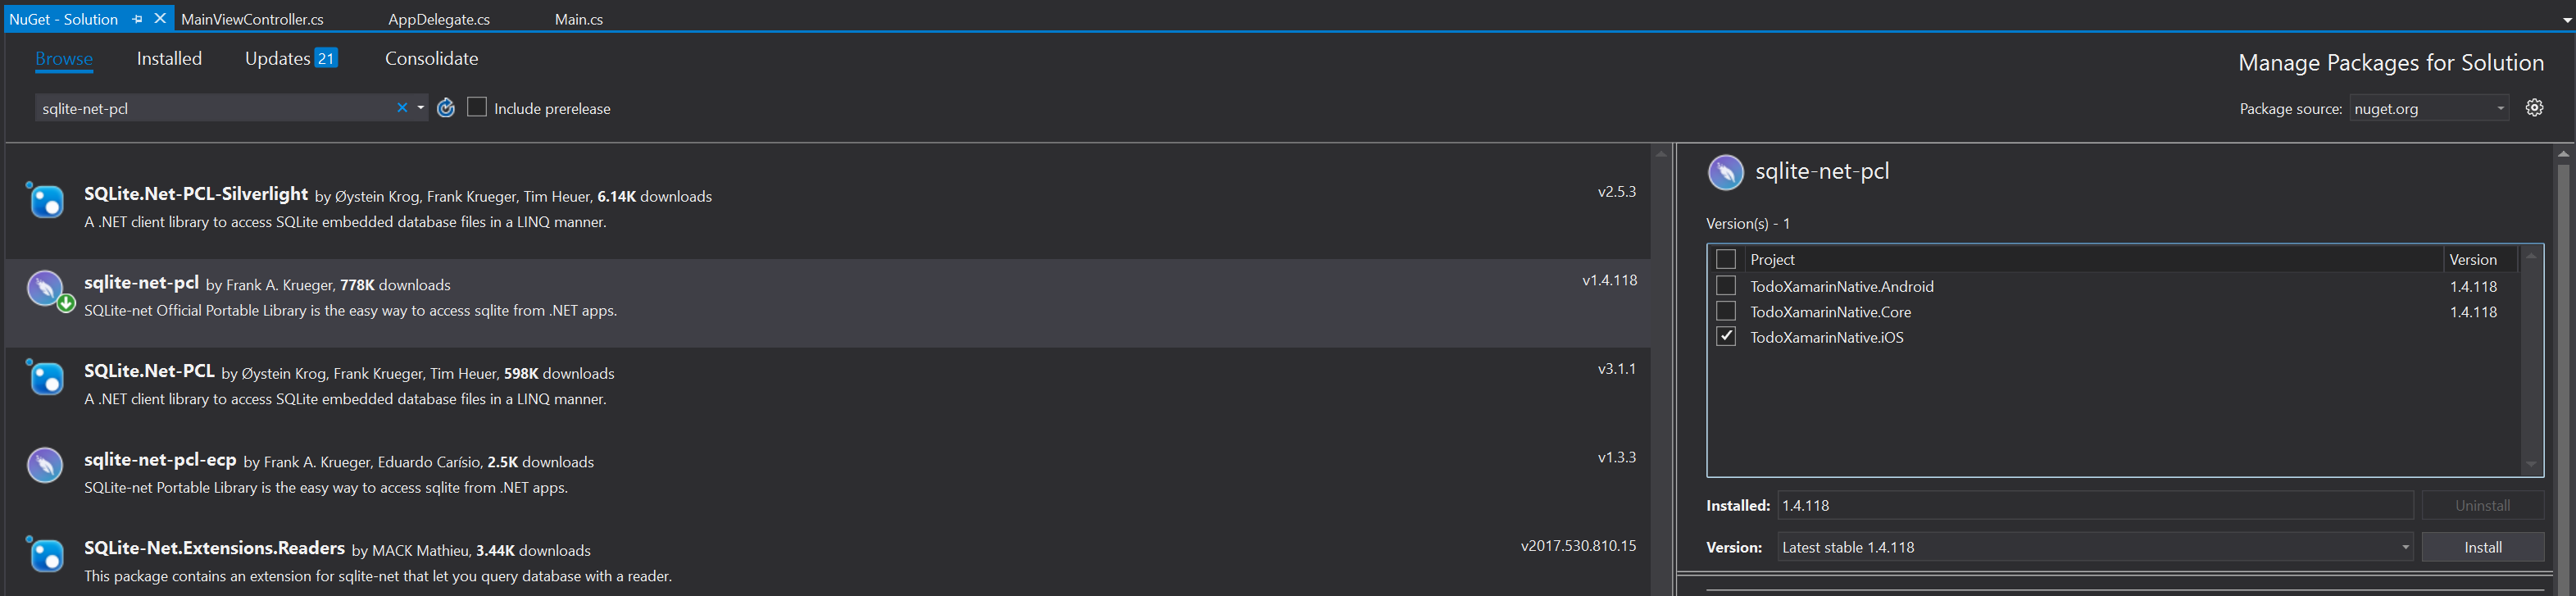 NuGet - Solution MainViewController.cs AppDelegate.cs Main.cs
Browse Installed Updates 21 Consolidate
Manage Packages for Solution
sqlite-net-pcl Include prerelease
Package source: nuget.org
SQLite.Net-PCL-Silverlight by Øystein Krog, Frank Krueger, Tim Heuer, 6.14K downloads v2.5.3
A .NET client library to access SQLite embedded database files in a LINQ manner.
sqlite-net-pcl by Frank A. Krueger, 778K downloads v1.4.118
SQLite-net Official Portable Library is the easy way to access sqlite from .NET apps.
SQLite.Net-PCL by Øystein Krog, Frank Krueger, Tim Heuer, 598K downloads v3.1.1
A .NET client library to access SQLite embedded database files in a LINQ manner.
sqlite-net-pcl-ecp by Frank A. Krueger, Eduardo Carísio, 2.5K downloads v1.3.3
SQLite-net Portable Library is the easy way to access sqlite from .NET apps.
SQLite-Net.Extensions.Readers by MACK Mathieu, 3.44K downloads v2017.530.810.15
This package contains an extension for sqlite-net that let you query database with a reader.
sqlite-net-pcl
Version(s) - 1
Project Version
TodoXamarinNative.Android 1.4.118
TodoXamarinNative.Core 1.4.118
TodoXamarinNative.iOS
Installed: 1.4.118 Uninstall
Version: Latest stable 1.4.118 Install